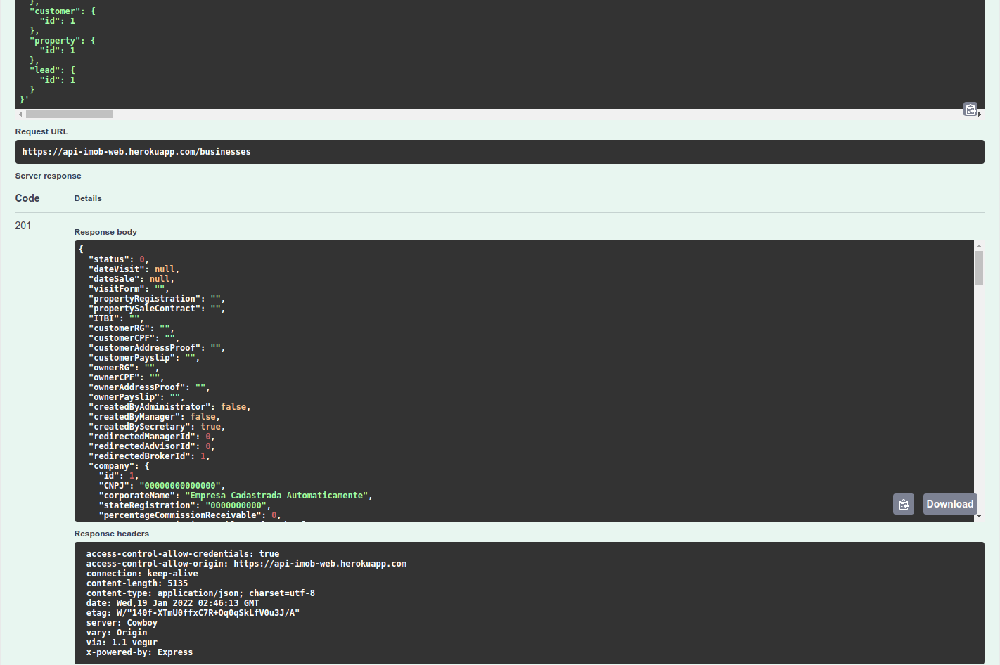 },
"customer": {
"id": 1
},
"property": {
"id": 1
},
"lead": {
"id": 1
}
}'
Request URL
https://api-imob-web.herokuapp.com/businesses
Server response
Code Details
201
Response body
{
"status": 0,
"dateVisit": null,
"dateSale": null,
"visitForm": "",
"propertyRegistration": "",
"propertySaleContract": "",
"ITBI": "",
"customerRG": "",
"customerCPF": "",
"customerAddressProof": "",
"customerPayslip": "",
"ownerRG": "",
"ownerCPF": "",
"ownerAddressProof": "",
"ownerPayslip": "",
"createdByAdministrator": false,
"createdByManager": false,
"createdBySecretary": true,
"redirectedManagerId": 0,
"redirectedAdvisorId": 0,
"redirectedBrokerId": 1,
"company": {
"id": 1,
"CNPJ": "00000000000000",
"corporateName": "Empresa Cadastrada Automaticamente",
"stateRegistration": "0000000000",
"percentageCommissionReceivable": 0,
Download
Response headers
access-control-allow-credentials: true
access-control-allow-origin: https://api-imob-web.herokuapp.com
connection: keep-alive
content-length: 5135
content-type: application/json; charset=utf-8
date: Wed,19 Jan 2022 02:46:13 GMT
etag: W/"140f-XTmU0ffxC7R+Qq0qSkLfV0u3J/A"
server: Cowboy
vary: Origin
via: 1.1 vegur
x-powered-by: Express